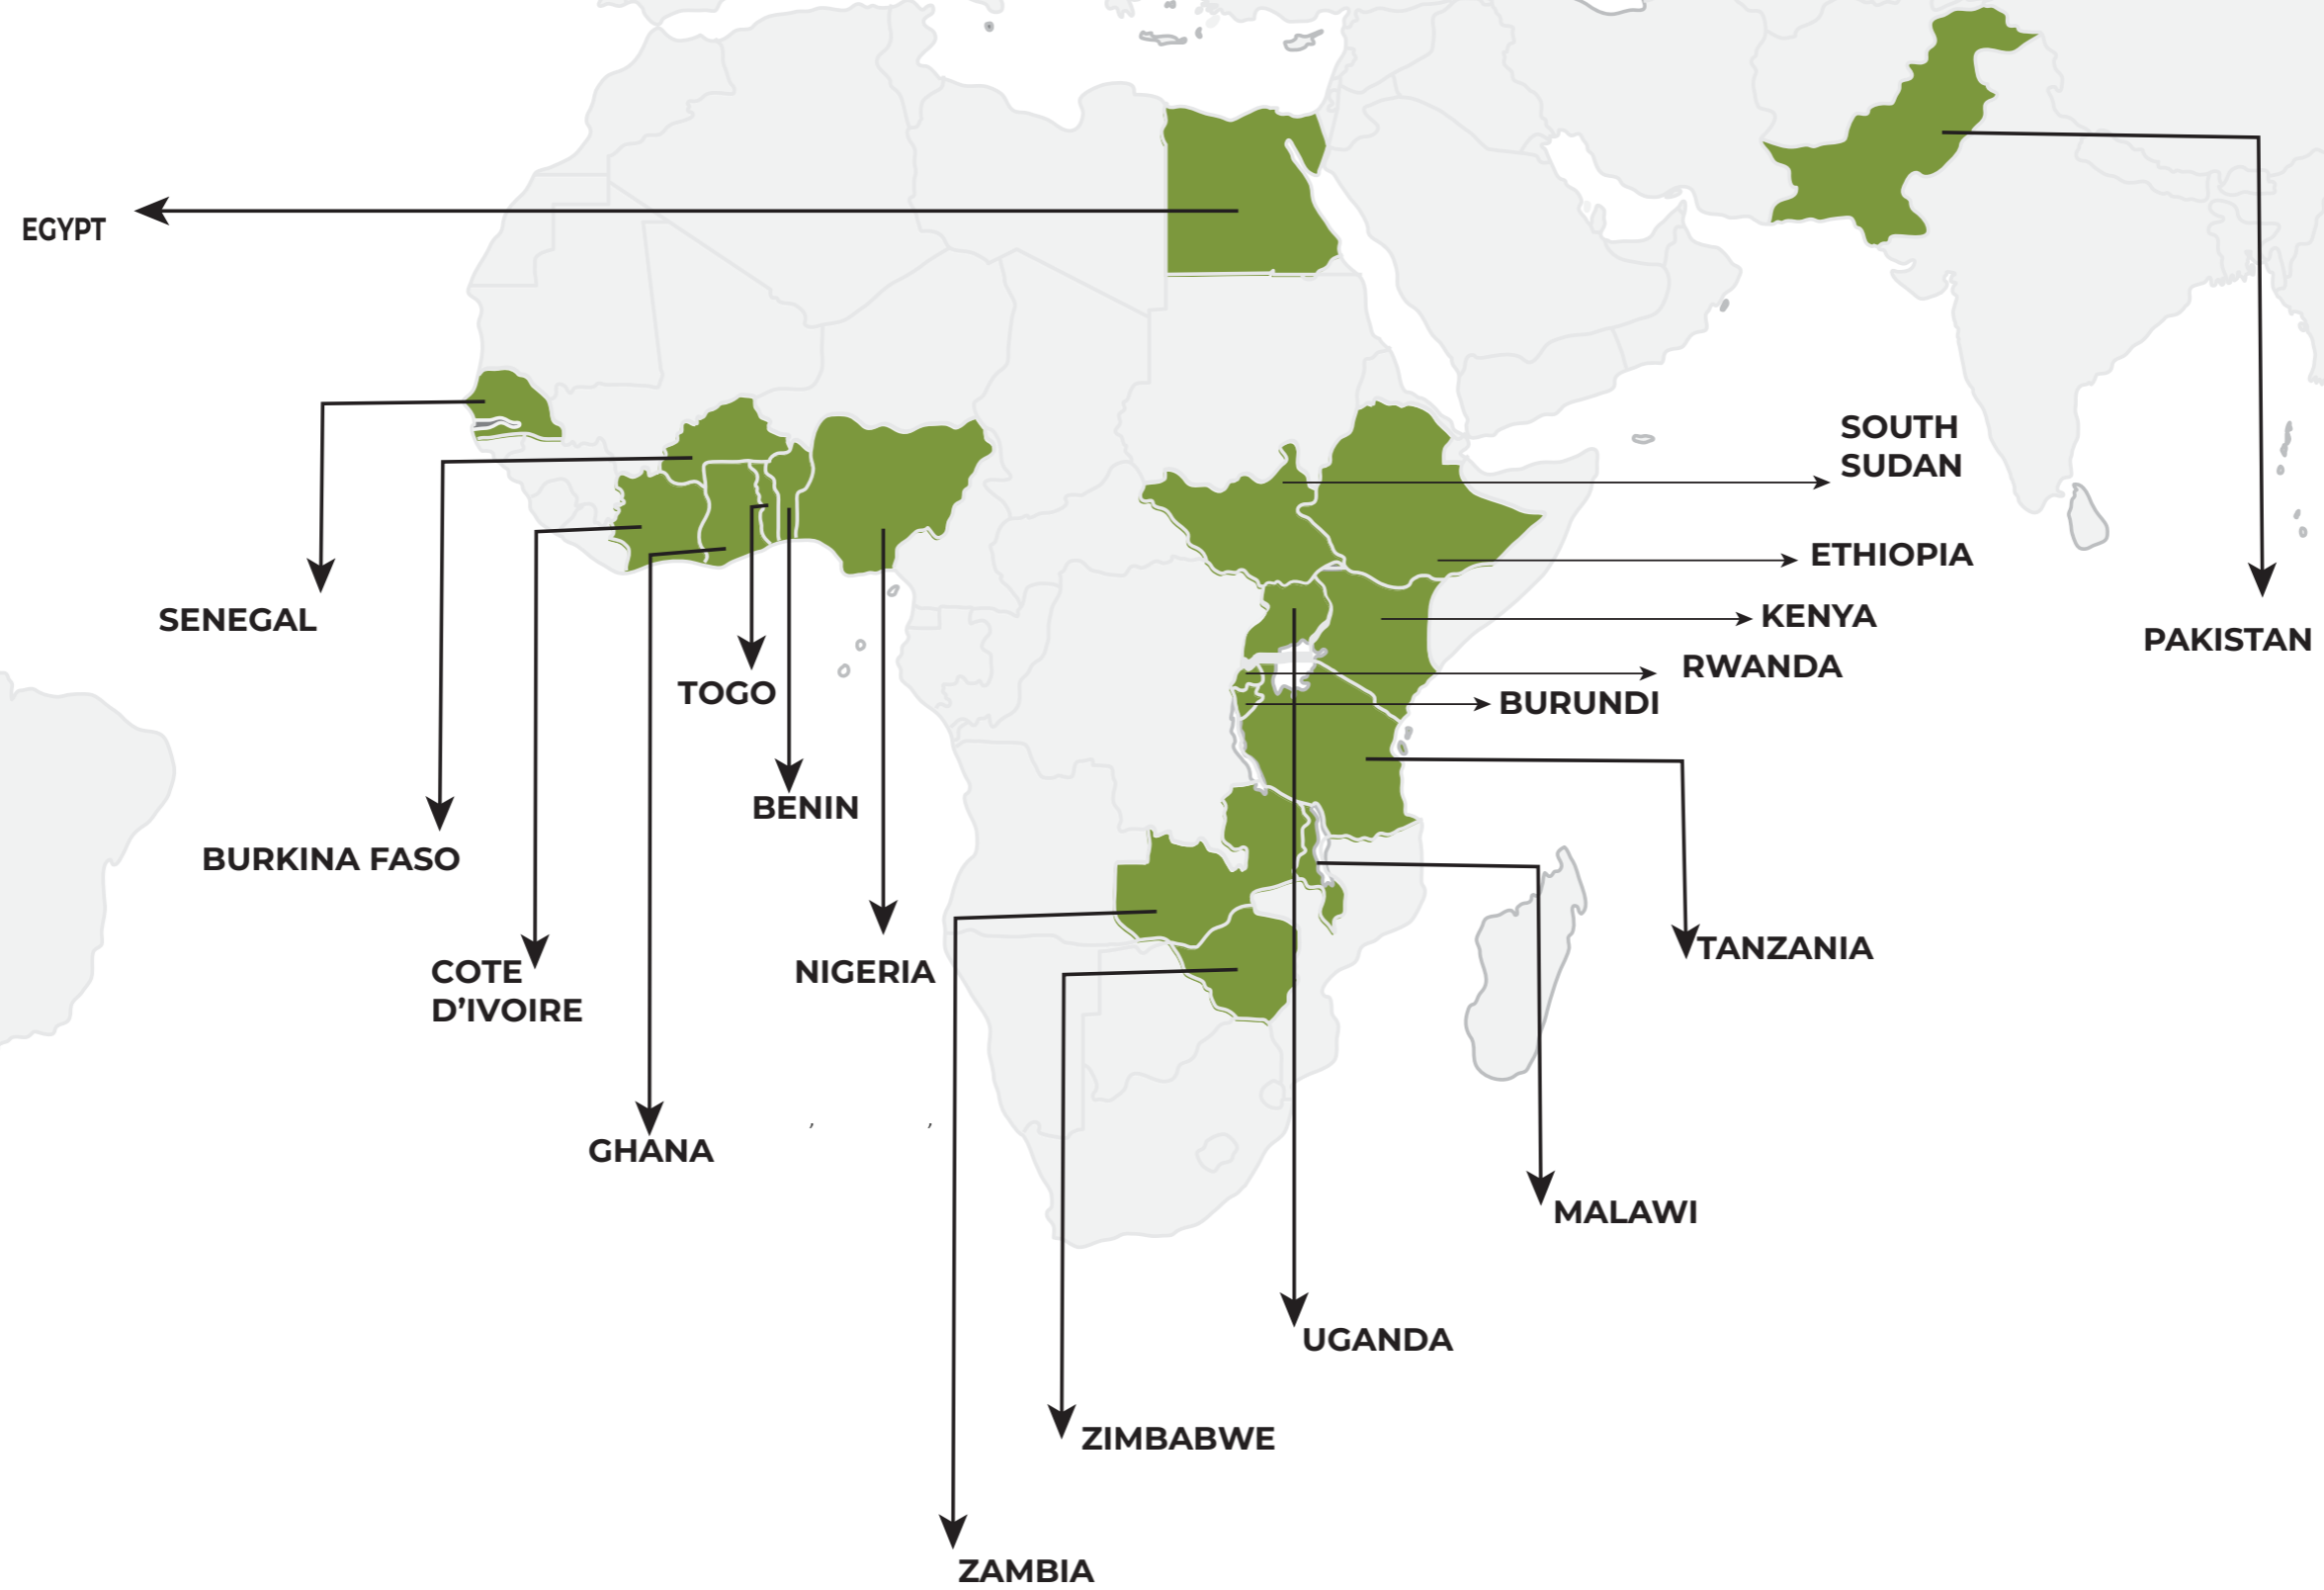 EGYPT
SOUTH
SUDAN
ETHIOPIA
SENEGAL
KENYA
PAKISTAN
RWANDA
TOGO
BURUNDI
BENIN
BURKINA FASO
TANZANIA
COTE
D’IVOIRE
NIGERIA
GHANA
MALAWI
UGANDA
ZIMBABWE
ZAMBIA